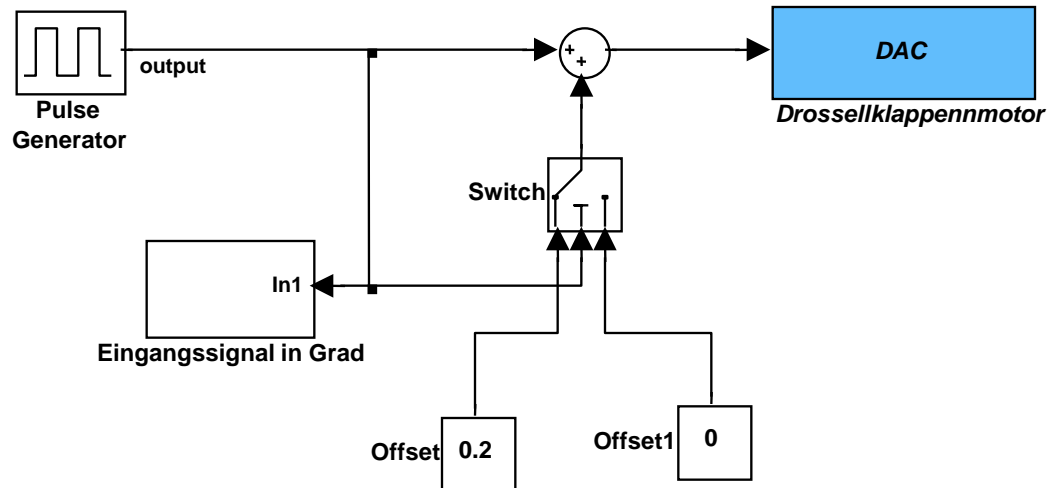 output
Pulse
Generator
+
+
DAC
Drossellklappennmotor
Switch
In1
Eingangssignal in Grad
Offset
0.2
Offset1
0